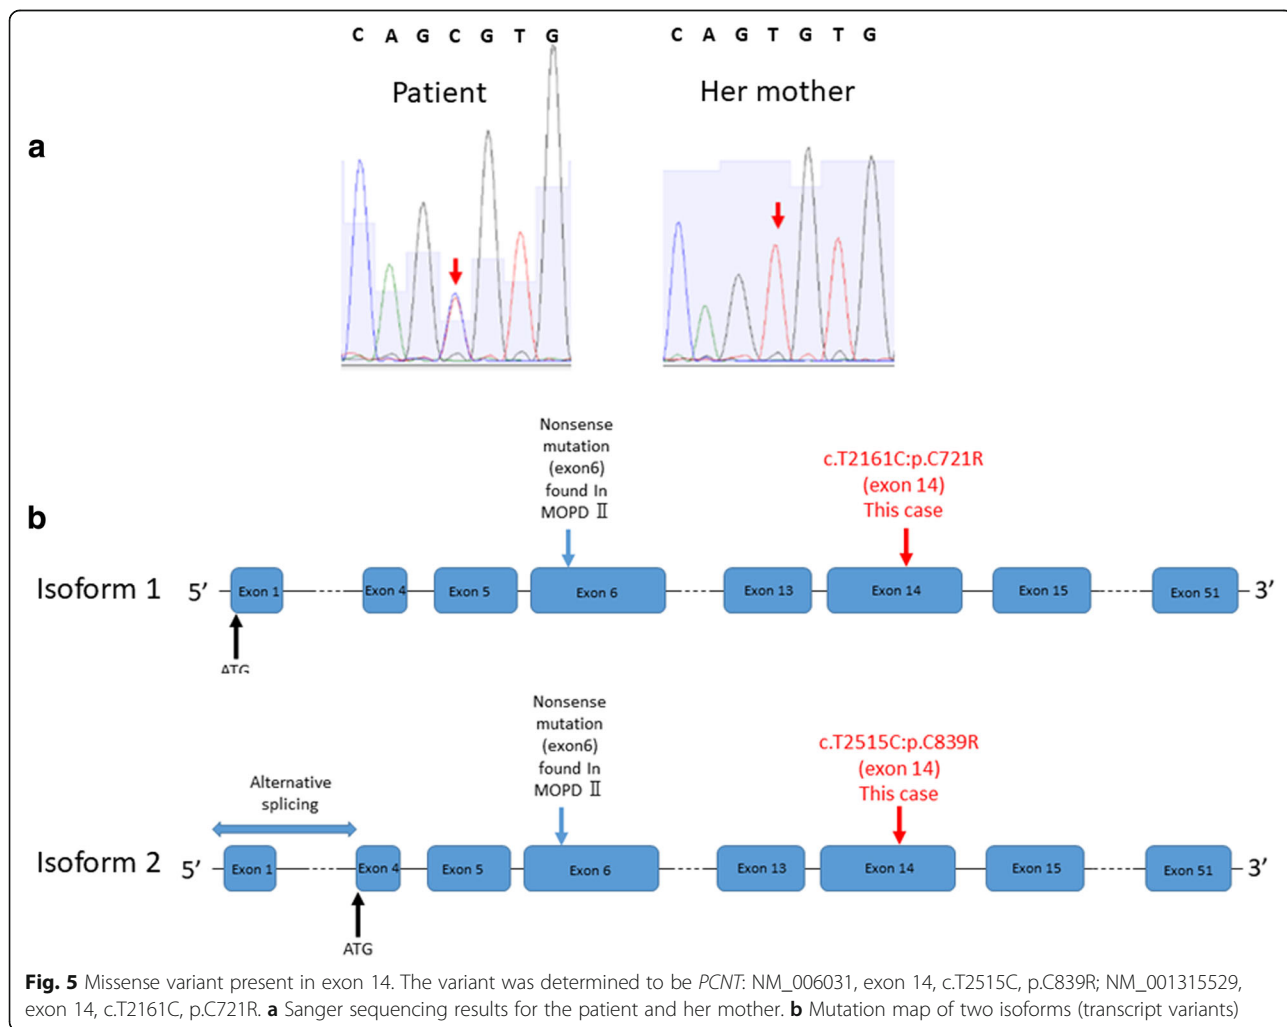 C A G C G T G
C A G T G T G
Patient
Her mother
a
Nonsense
mutation
(exon6)
found In
MOPD Ⅱ
c.T2161C:p.C721R
(exon 14)
This case
b
Isoform 1
5’
Exon 1
Exon 4
Exon 5
Exon 6
Exon 13
Exon 14
Exon 15
Exon 51
3’
ATG
Nonsense
mutation
(exon6)
found In
MOPD Ⅱ
c.T2515C:p.C839R
(exon 14)
This case
Alternative
splicing
Isoform 2
5’
Exon 1
Exon 4
Exon 5
Exon 6
Exon 13
Exon 14
Exon 15
Exon 51
3’
ATG
Fig. 5 Missense variant present in exon 14. The variant was determined to be PCNT: NM_006031, exon 14, c.T2515C, p.C839R; NM_001315529,
exon 14, c.T2161C, p.C721R. a Sanger sequencing results for the patient and her mother. b Mutation map of two isoforms (transcript variants)